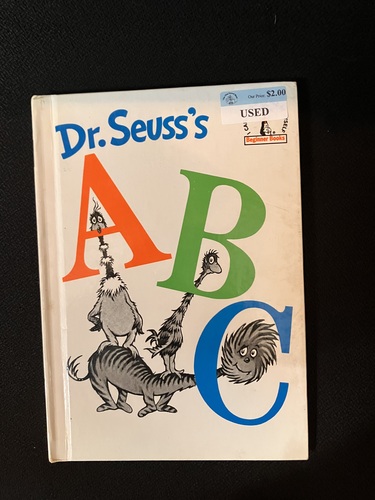 Our Price $2.00
USED
Dr. Seuss's
Beginner Books
A
B
C